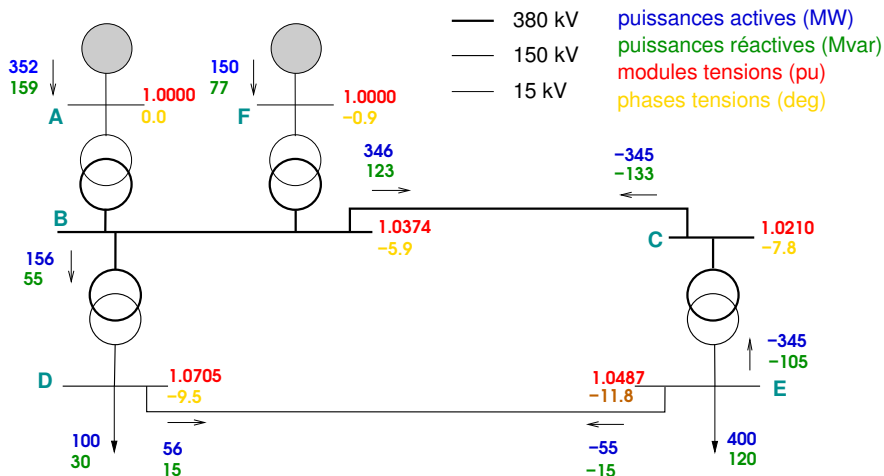 380 kV
puissances actives (MW)
150 kV
puissances réactives (Mvar)
15 kV
modules tensions (pu)
phases tensions (deg)
352
159
1.0000
0.0
A
150
77
1.0000
−0.9
F
346
123
−345
−133
B
1.0374
−5.9
C
1.0210
−7.8
156
55
−345
−105
D
1.0705
−9.5
1.0487
−11.8
E
100
30
56
15
−55
−15
400
120